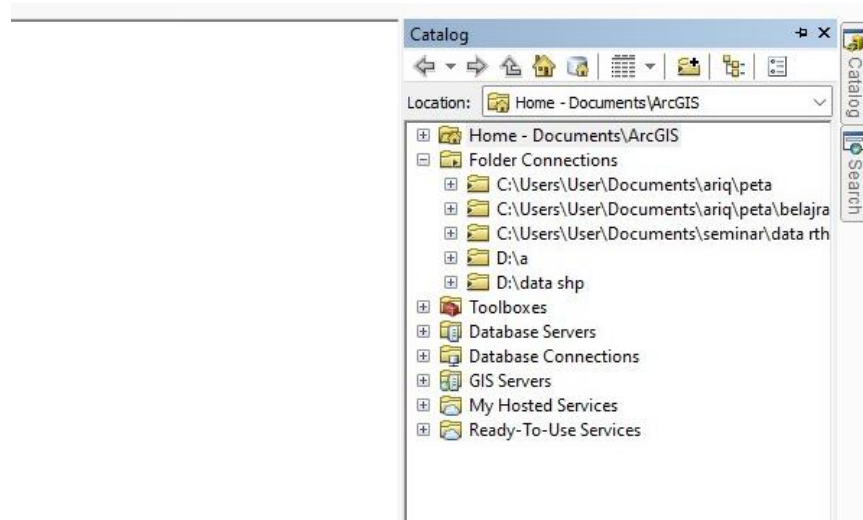 Catalog
Location: Home - Documents\ArcGIS
Home - Documents\ArcGIS
Folder Connections
C:\Users\User\Documents\ariq\peta
C:\Users\User\Documents\ariq\peta\belajra
C:\Users\User\Documents\seminar\data rth
D:\a
D:\data shp
Toolboxes
Database Servers
Database Connections
GIS Servers
My Hosted Services
Ready-To-Use Services
Catalog
Search